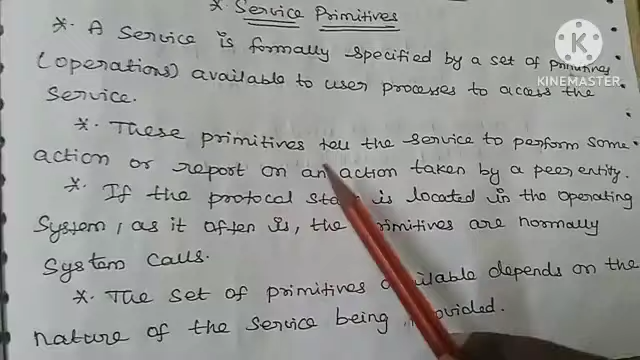 * Service Primitives
* A Service is formally specified by a set of
(operations) available to user processes to access the
Service.
* These primitives tell the service to perform some
action or report on an action taken by a peer entity.
* If the protocal is located in the operating
System, as it often is, the primitives are normally
System calls.
* The set of primitives available depends on the
nature of the service being provided.
KINEMASTER